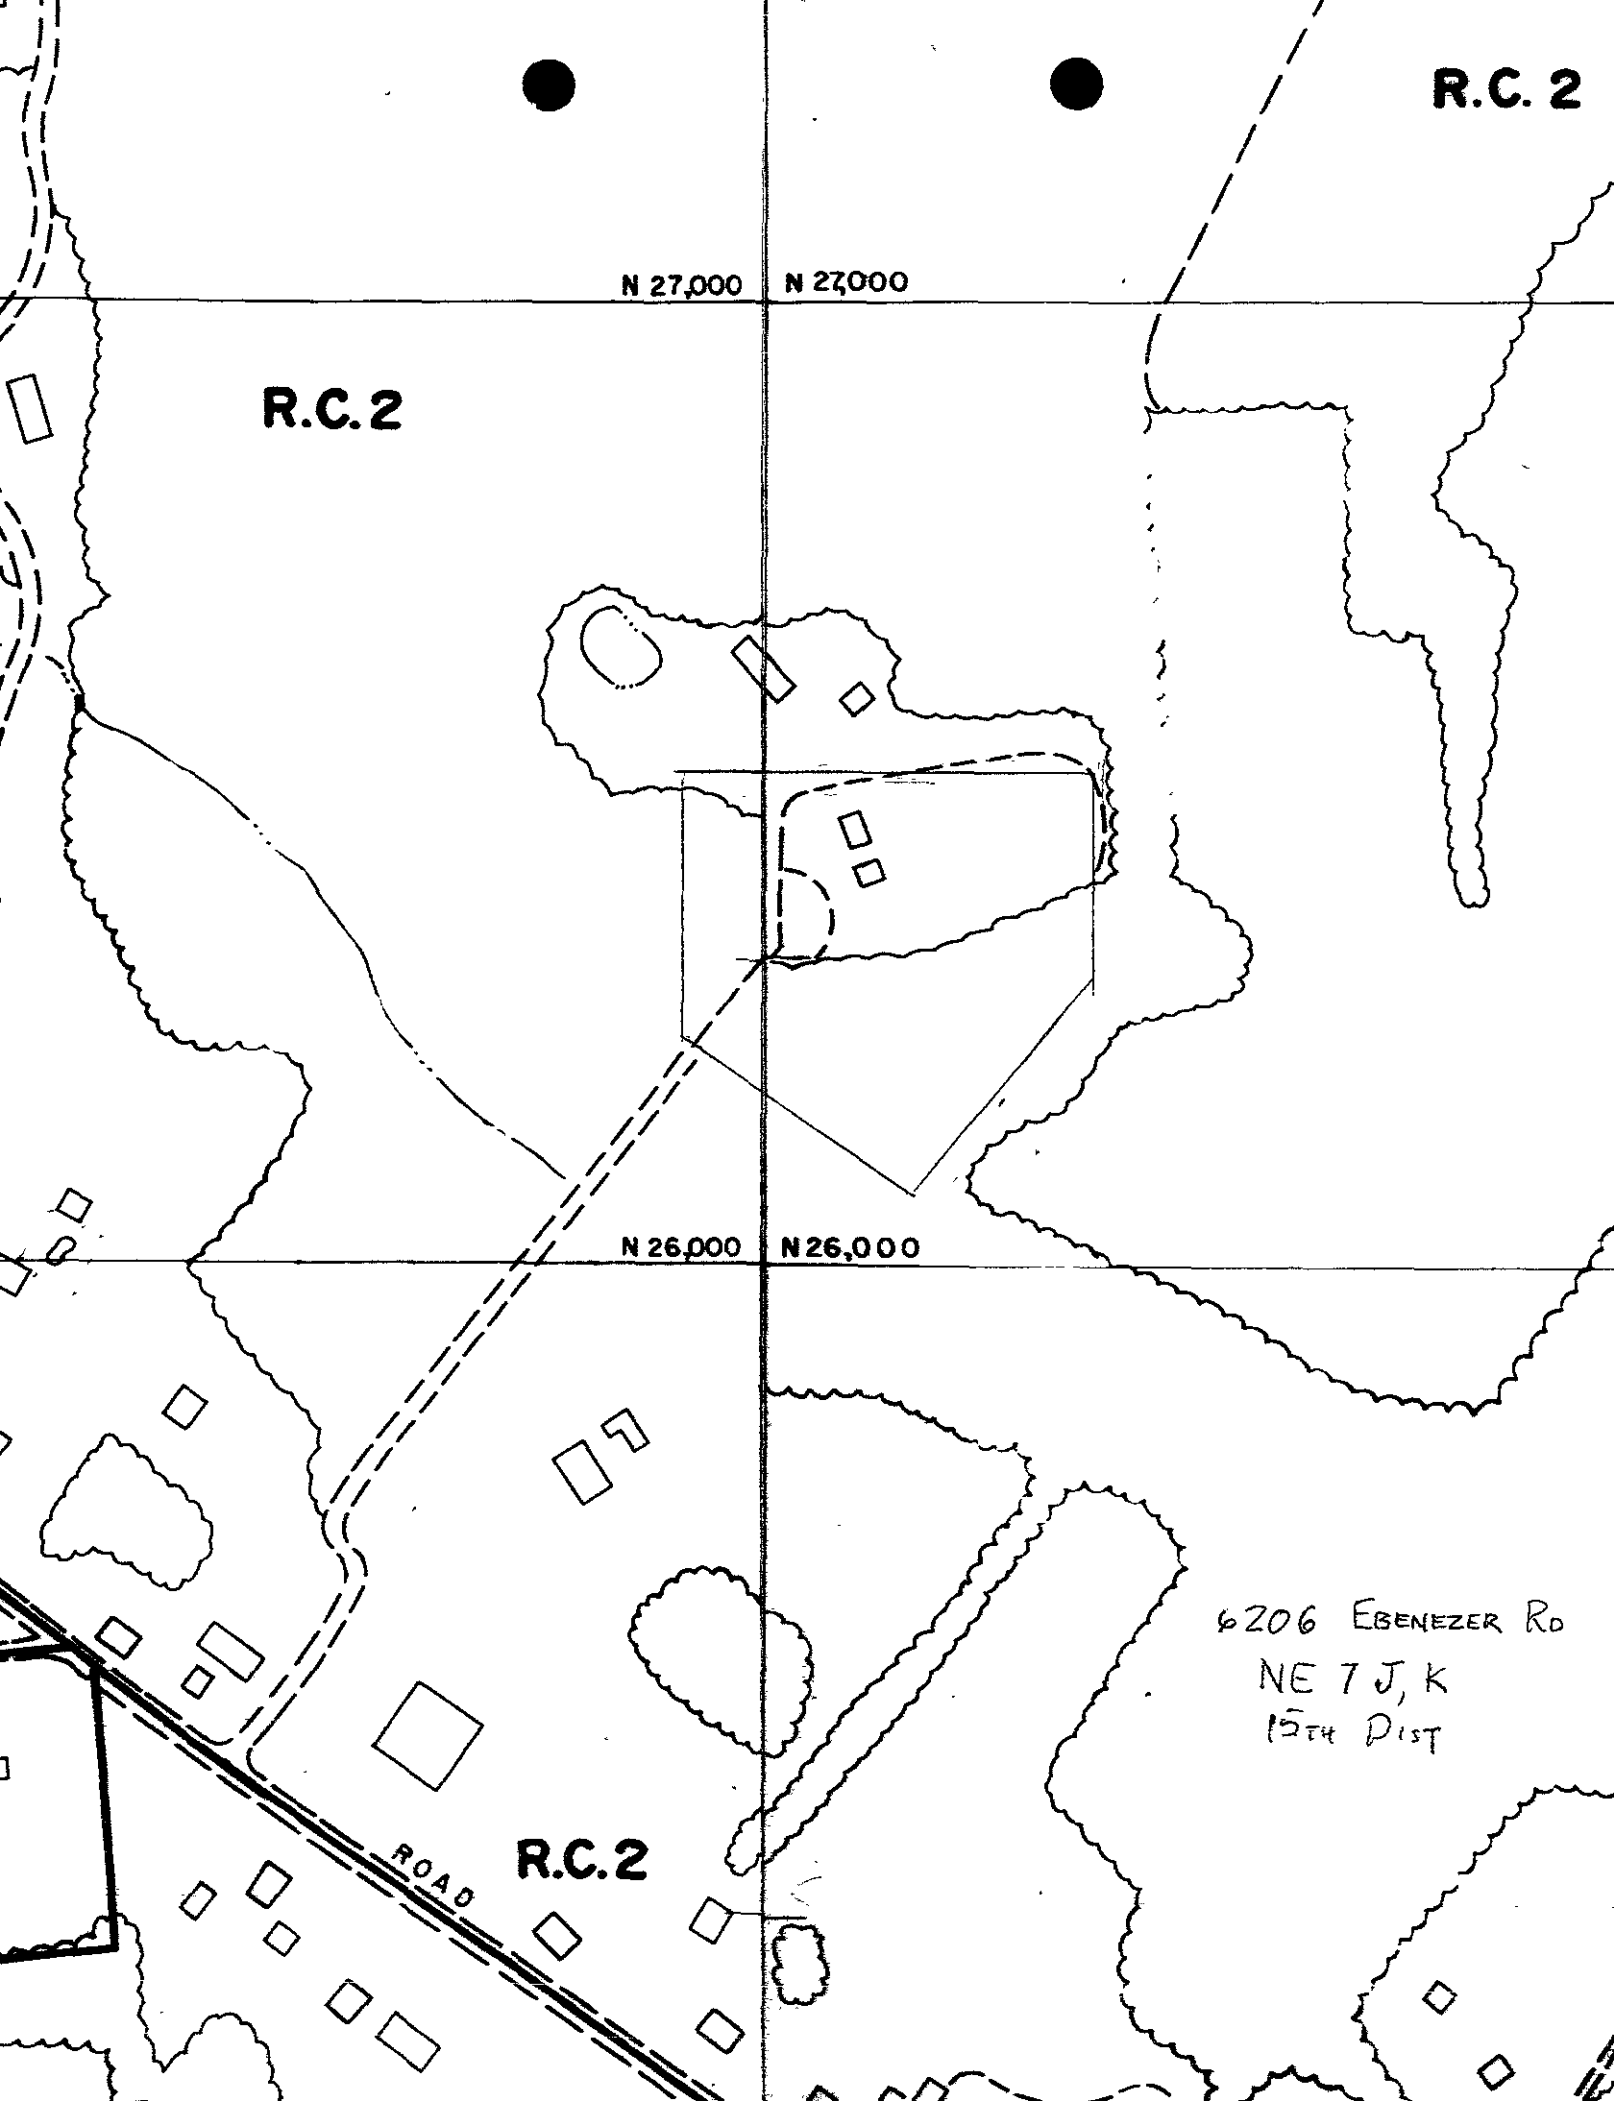 R.C. 2
N 27,000 N 27,000
R.C. 2
N 26,000 N 26,000
6206 EBENEZER RD
NE 7 J, K
15TH DIST
ROAD
R.C. 2